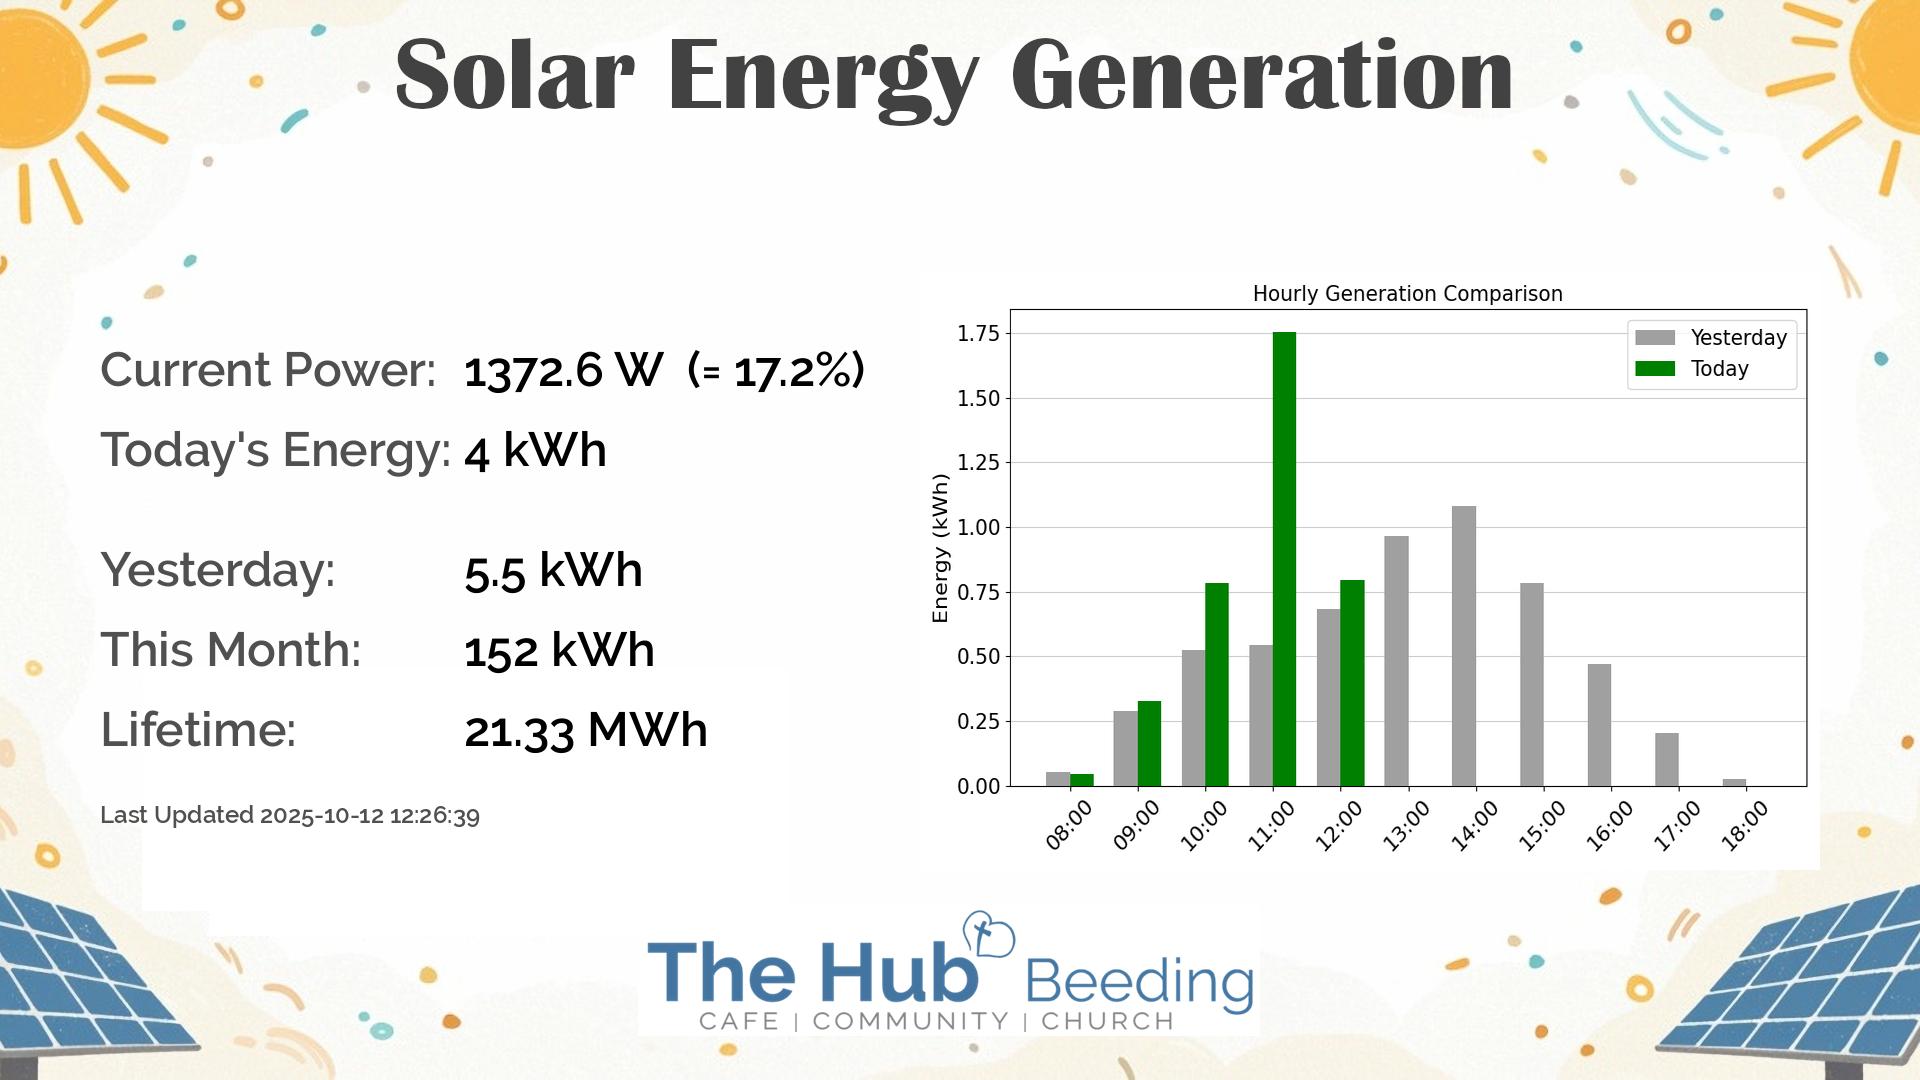 Solar Energy Generation
Current Power: 1372.6 W (= 17.2%)
Today's Energy: 4 kWh
Yesterday: 5.5 kWh
This Month: 152 kWh
Lifetime: 21.33 MWh
Last Updated 2025-10-12 12:26:39
Hourly Generation Comparison
Yesterday
Today
Energy (kWh)
1.75
1.50
1.25
1.00
0.75
0.50
0.25
0.00
08:00 09:00 10:00 11:00 12:00 13:00 14:00 15:00 16:00 17:00 18:00
The Hub Beeding
CAFE | COMMUNITY | CHURCH